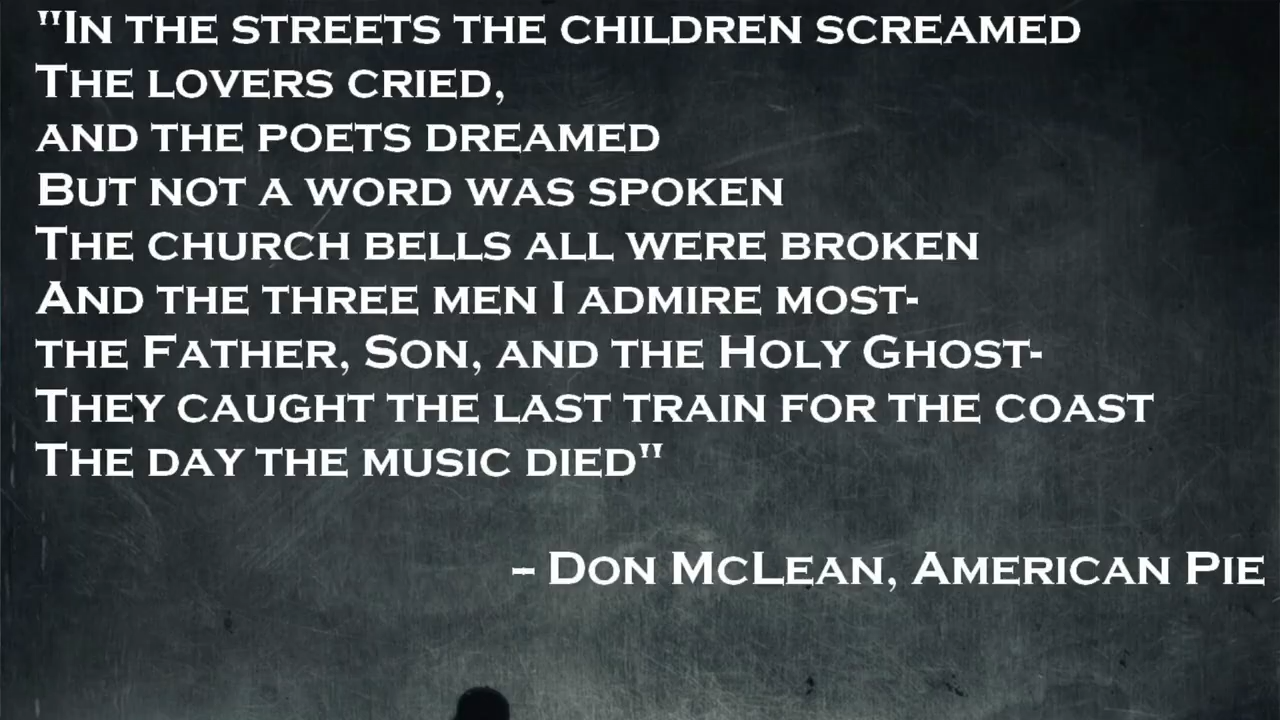 "In the streets the children screamed
The lovers cried,
and the poets dreamed
But not a word was spoken
The church bells all were broken
And the three men I admire most-
the Father, Son, and the Holy Ghost-
They caught the last train for the coast
The day the music died"
– Don McLean, American Pie